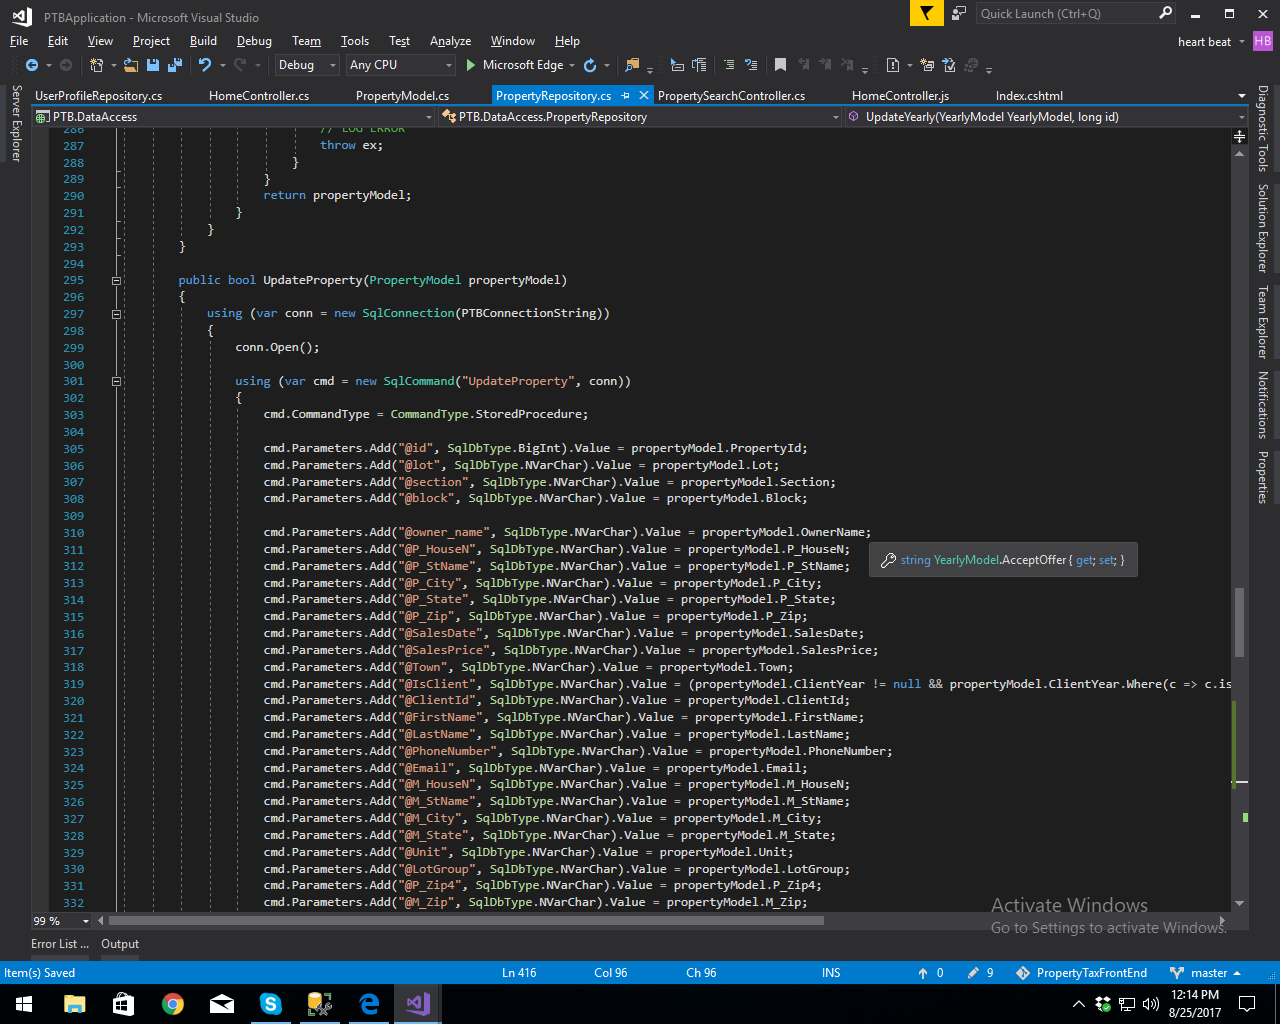 PTBApplication - Microsoft Visual Studio
Quick Launch (Ctrl+Q)
File Edit View Project Build Debug Team Tools Test Analyze Window Help
heart beat HB
Debug Any CPU Microsoft Edge
UserProfileRepository.cs HomeController.cs PropertyModel.cs PropertyRepository.cs PropertySearchController.cs HomeController.js Index.cshtml
PTB.DataAccess PTB.DataAccess.PropertyRepository UpdateYearly(YearlyModel YearlyModel, long id)
Server Explorer
Diagnostic Tools
Solution Explorer
Team Explorer
Notifications
Properties
286 // LOG ERROR
287 throw ex;
288 }
289 }
290 return propertyModel;
291 }
292 }
293 }
294
295 public bool UpdateProperty(PropertyModel propertyModel)
296 {
297 using (var conn = new SqlConnection(PTBConnectionString))
298 {
299 conn.Open();
300
301 using (var cmd = new SqlCommand("UpdateProperty", conn))
302 {
303 cmd.CommandType = CommandType.StoredProcedure;
304
305 cmd.Parameters.Add("@id", SqlDbType.BigInt).Value = propertyModel.PropertyId;
306 cmd.Parameters.Add("@lot", SqlDbType.NVarChar).Value = propertyModel.Lot;
307 cmd.Parameters.Add("@section", SqlDbType.NVarChar).Value = propertyModel.Section;
308 cmd.Parameters.Add("@block", SqlDbType.NVarChar).Value = propertyModel.Block;
309
310 cmd.Parameters.Add("@owner_name", SqlDbType.NVarChar).Value = propertyModel.OwnerName;
311 cmd.Parameters.Add("@P_HouseN", SqlDbType.NVarChar).Value = propertyModel.P_HouseN;
string YearlyModel.AcceptOffer { get; set; }
312 cmd.Parameters.Add("@P_StName", SqlDbType.NVarChar).Value = propertyModel.P_StName;
313 cmd.Parameters.Add("@P_City", SqlDbType.NVarChar).Value = propertyModel.P_City;
314 cmd.Parameters.Add("@P_State", SqlDbType.NVarChar).Value = propertyModel.P_State;
315 cmd.Parameters.Add("@P_Zip", SqlDbType.NVarChar).Value = propertyModel.P_Zip;
316 cmd.Parameters.Add("@SalesDate", SqlDbType.NVarChar).Value = propertyModel.SalesDate;
317 cmd.Parameters.Add("@SalesPrice", SqlDbType.NVarChar).Value = propertyModel.SalesPrice;
318 cmd.Parameters.Add("@Town", SqlDbType.NVarChar).Value = propertyModel.Town;
319 cmd.Parameters.Add("@IsClient", SqlDbType.NVarChar).Value = (propertyModel.ClientYear != null && propertyModel.ClientYear.Where(c => c.is
320 cmd.Parameters.Add("@ClientId", SqlDbType.NVarChar).Value = propertyModel.ClientId;
321 cmd.Parameters.Add("@FirstName", SqlDbType.NVarChar).Value = propertyModel.FirstName;
322 cmd.Parameters.Add("@LastName", SqlDbType.NVarChar).Value = propertyModel.LastName;
323 cmd.Parameters.Add("@PhoneNumber", SqlDbType.NVarChar).Value = propertyModel.PhoneNumber;
324 cmd.Parameters.Add("@Email", SqlDbType.NVarChar).Value = propertyModel.Email;
325 cmd.Parameters.Add("@M_HouseN", SqlDbType.NVarChar).Value = propertyModel.M_HouseN;
326 cmd.Parameters.Add("@M_StName", SqlDbType.NVarChar).Value = propertyModel.M_StName;
327 cmd.Parameters.Add("@M_City", SqlDbType.NVarChar).Value = propertyModel.M_City;
328 cmd.Parameters.Add("@M_State", SqlDbType.NVarChar).Value = propertyModel.M_State;
329 cmd.Parameters.Add("@Unit", SqlDbType.NVarChar).Value = propertyModel.Unit;
330 cmd.Parameters.Add("@LotGroup", SqlDbType.NVarChar).Value = propertyModel.LotGroup;
331 cmd.Parameters.Add("@P_Zip4", SqlDbType.NVarChar).Value = propertyModel.P_Zip4;
332 cmd.Parameters.Add("@M_Zip", SqlDbType.NVarChar).Value = propertyModel.M_Zip;
Activate Windows
Go to Settings to activate Windows.
99 %
Error List ... Output
Item(s) Saved Ln 416 Col 96 Ch 96 INS 0 9 PropertyTaxFrontEnd master
12:14 PM
8/25/2017